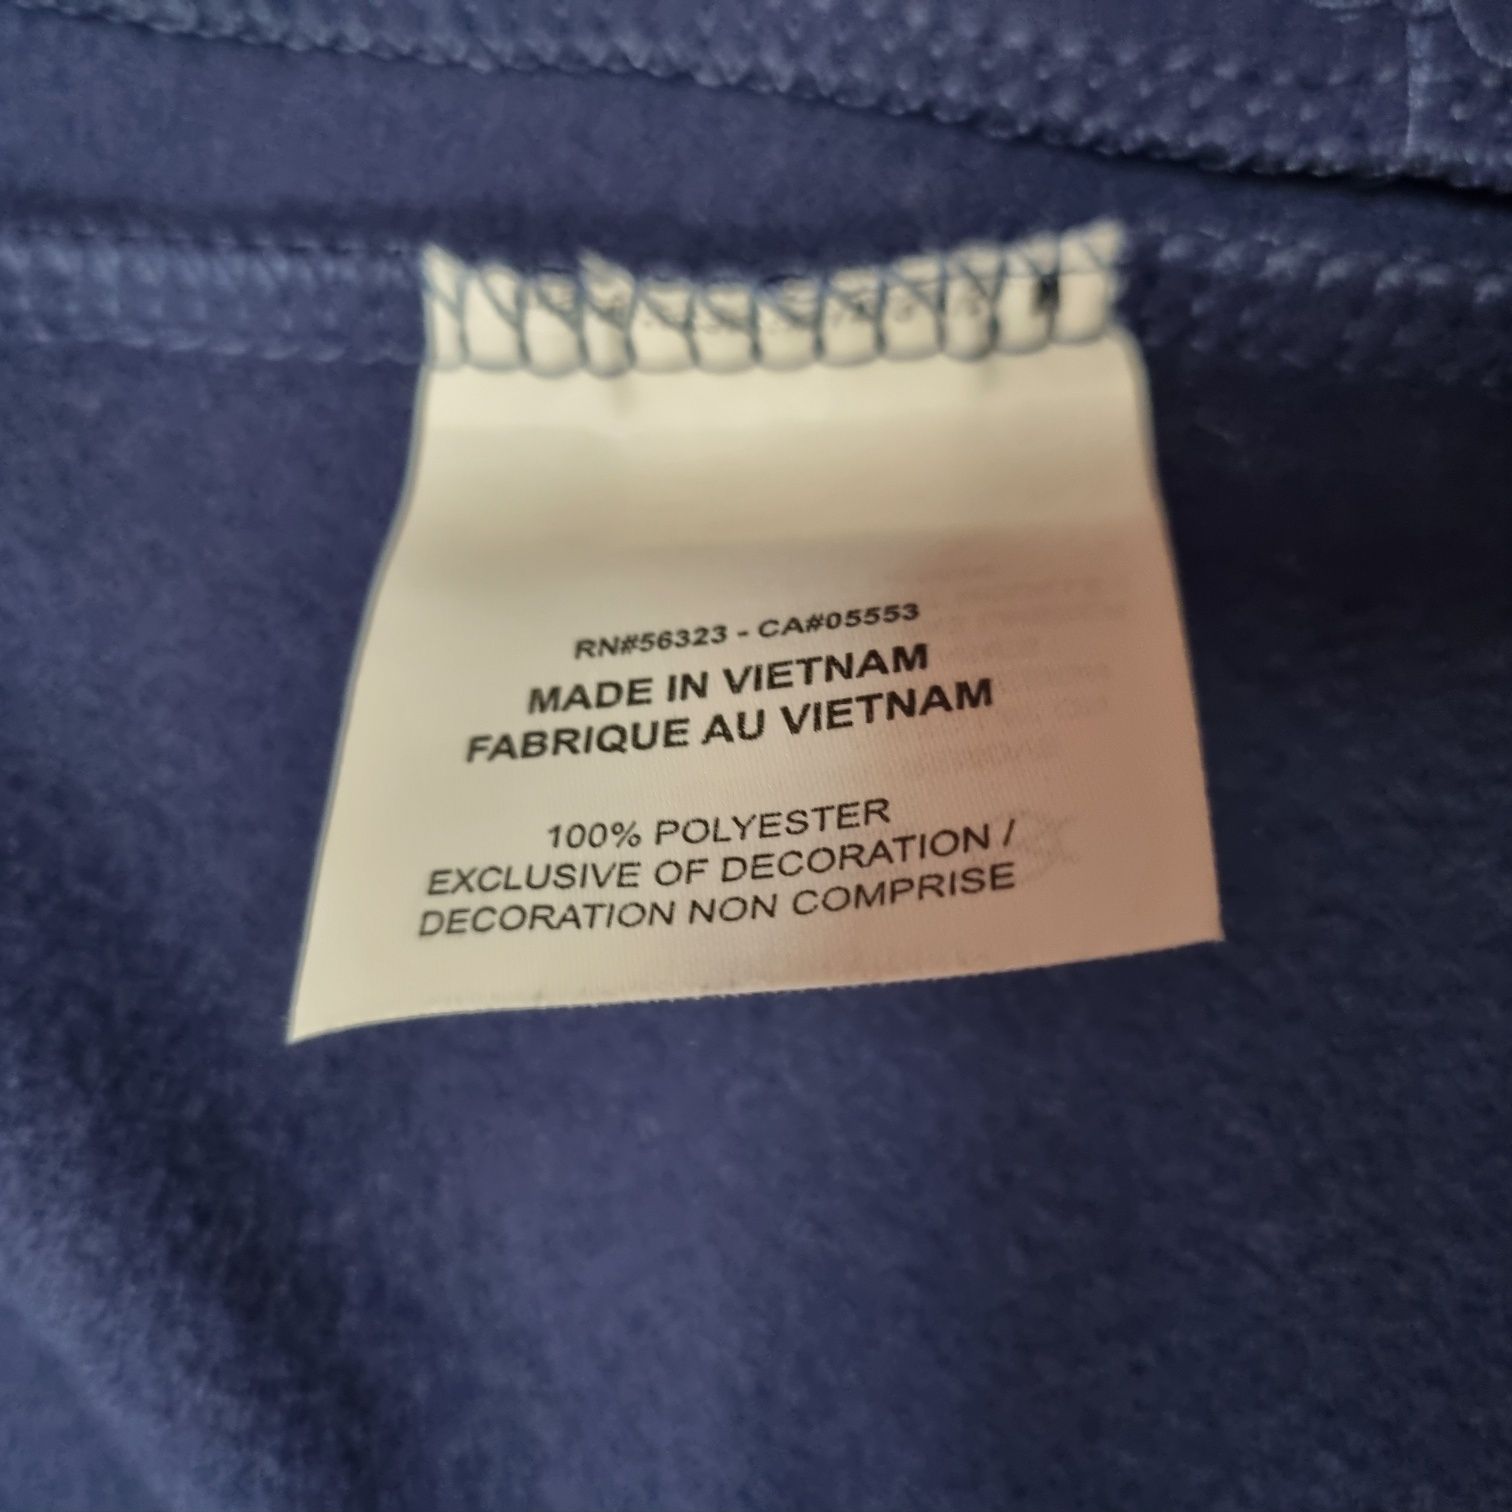 RN#56323 - CA#05553
MADE IN VIETNAM
FABRIQUE AU VIETNAM
100% POLYESTER
EXCLUSIVE OF DECORATION /
DECORATION NON COMPRISE